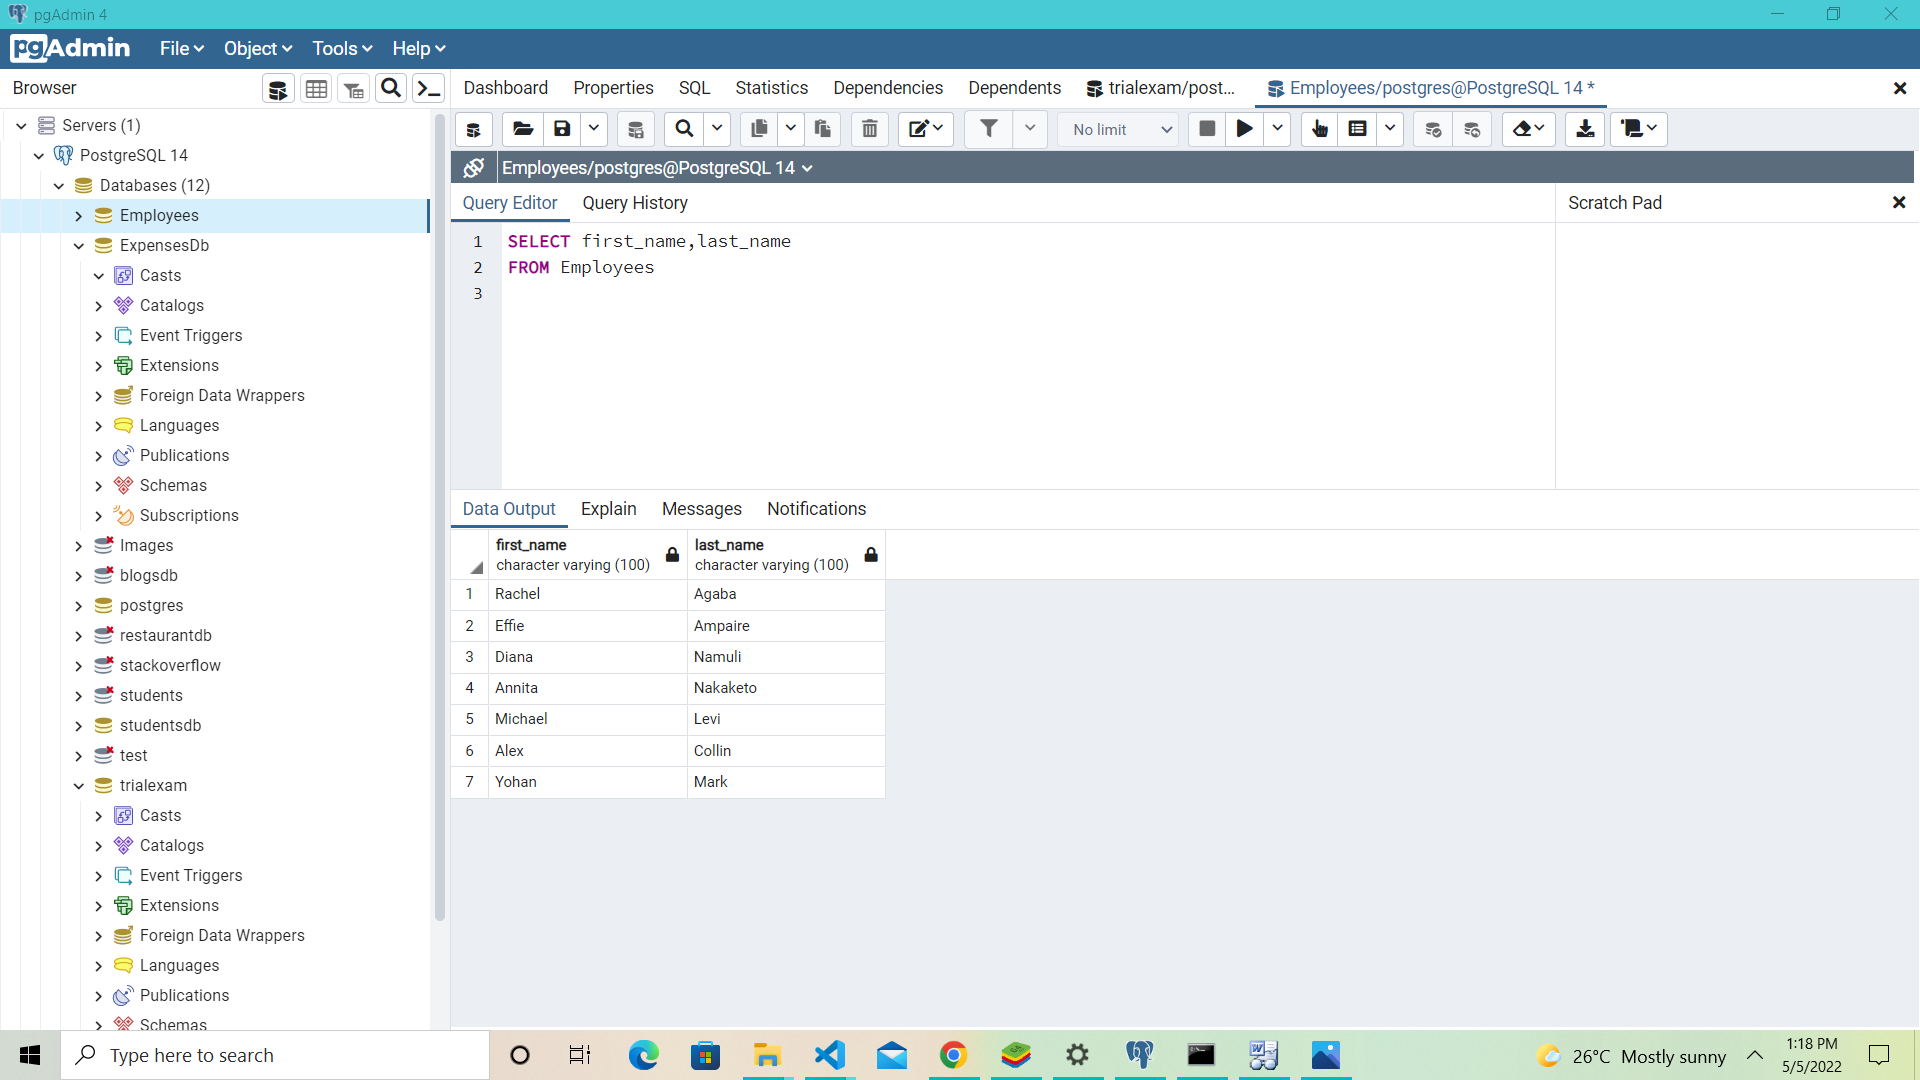 pgAdmin 4
pgAdmin File Object Tools Help
Browser
Dashboard Properties SQL Statistics Dependencies Dependents trialexam/post... Employees/postgres@PostgreSQL 14 *
No limit
Employees/postgres@PostgreSQL 14
Servers (1)
PostgreSQL 14
Databases (12)
Employees
ExpensesDb
Casts
Catalogs
Event Triggers
Extensions
Foreign Data Wrappers
Languages
Publications
Schemas
Subscriptions
Images
blogsdb
postgres
restaurantdb
stackoverflow
students
studentsdb
test
trialexam
Casts
Catalogs
Event Triggers
Extensions
Foreign Data Wrappers
Languages
Publications
Schemas
Query Editor Query History
Scratch Pad
1 SELECT first_name,last_name
2 FROM Employees
3
Data Output Explain Messages Notifications
first_name last_name
character varying (100) character varying (100)
1 Rachel Agaba
2 Effie Ampaire
3 Diana Namuli
4 Annita Nakaketo
5 Michael Levi
6 Alex Collin
7 Yohan Mark
Type here to search
26°C Mostly sunny
1:18 PM
5/5/2022